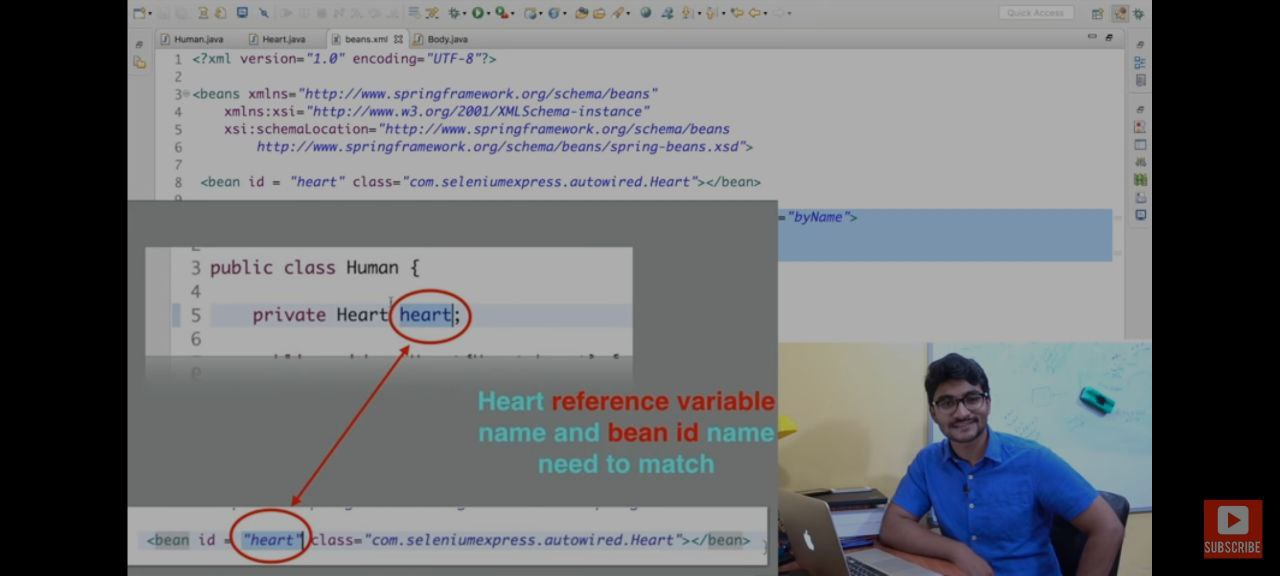 Quick Access
Human.java
Heart.java
beans.xml
Body.java
1 <?xml version="1.0" encoding="UTF-8"?>
2
3 <beans xmlns="http://www.springframework.org/schema/beans"
4 xmlns:xsi="http://www.w3.org/2001/XMLSchema-instance"
5 xsi:schemaLocation="http://www.springframework.org/schema/beans
6 http://www.springframework.org/schema/beans/spring-beans.xsd">
7
8 <bean id = "heart" class="com.seleniumexpress.autowired.Heart"></bean>
="byName">
3 public class Human {
4
5 private Heart heart;
6
Heart reference variable
name and bean id name
need to match
<bean id = "heart" class="com.seleniumexpress.autowired.Heart"></bean>
SUBSCRIBE